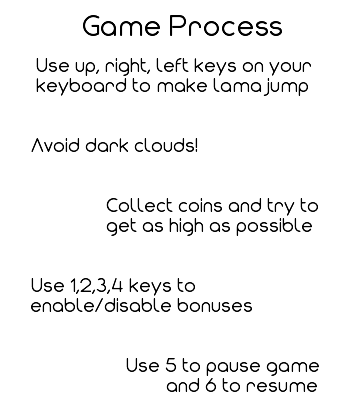 Game Process
Use up, right, left keys on your
keyboard to make lama jump
Avoid dark clouds!
Collect coins and try to
get as high as possible
Use 1,2,3,4 keys to
enable/disable bonuses
Use 5 to pause game
and 6 to resume